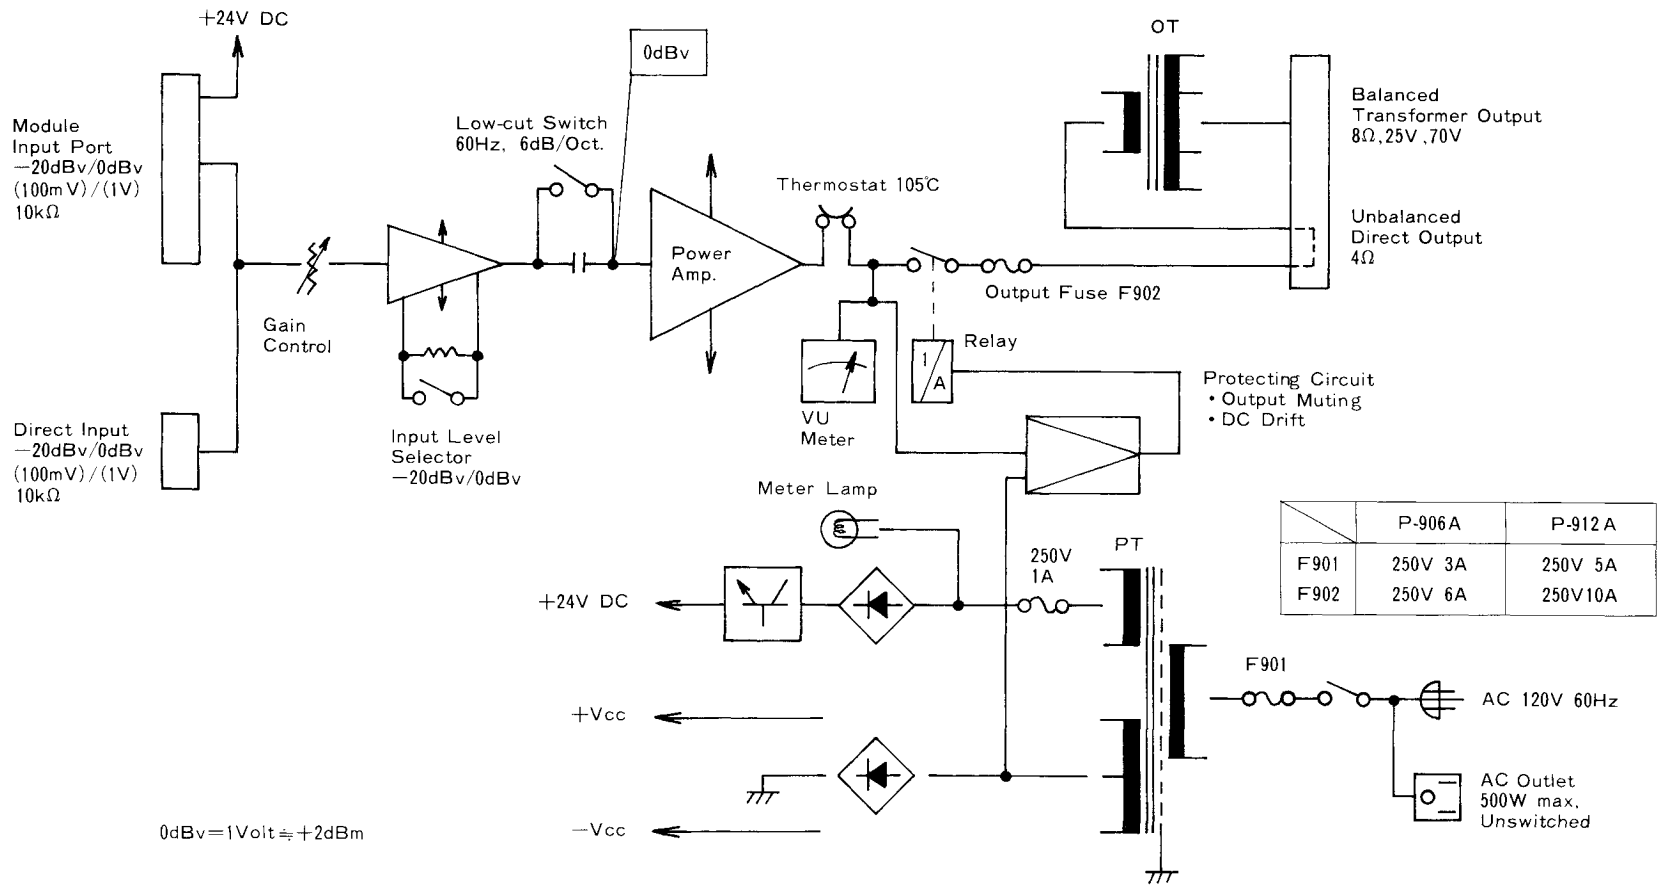 +24V DC
Module
Input Port
−20dBv/0dBv
(100mV)/(1V)
10kΩ
Direct Input
−20dBv/0dBv
(100mV)/(1V)
10kΩ
Gain
Control
Input Level
Selector
−20dBv/0dBv
Low-cut Switch
60Hz, 6dB/Oct.
0dBv
Power
Amp.
Thermostat 105℃
Output Fuse F902
OT
Balanced
Transformer Output
8Ω,25V,70V
Unbalanced
Direct Output
4Ω
VU
Meter
1
A
Relay
Protecting Circuit
• Output Muting
• DC Drift
Meter Lamp
+24V DC
250V
1A
PT
+Vcc
−Vcc
P-906A P-912A
F901 250V 3A 250V 5A
F902 250V 6A 250V10A
F901
AC 120V 60Hz
AC Outlet
500W max,
Unswitched
0dBv=1Volt≒+2dBm